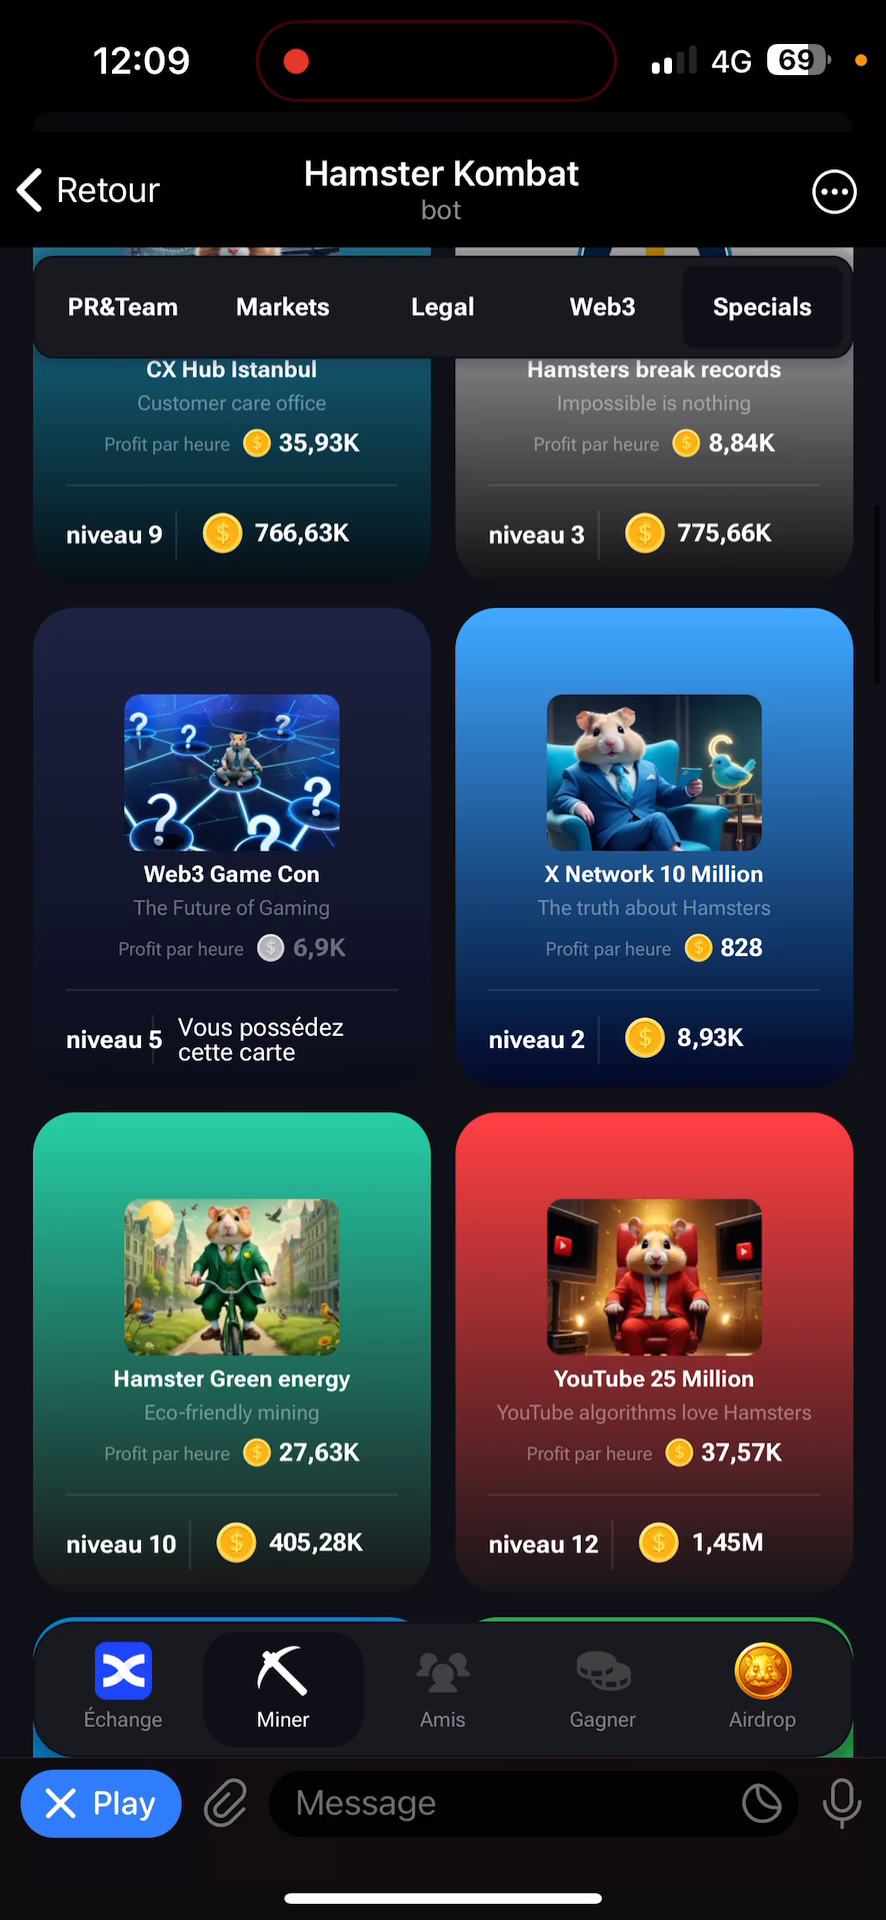 12:09
4G 69
Retour
Hamster Kombat
bot
PR&Team Markets Legal Web3 Specials
CX Hub Istanbul
Customer care office
Profit par heure 35,93K
niveau 9 766,63K
Hamsters break records
Impossible is nothing
Profit par heure 8,84K
niveau 3 775,66K
Web3 Game Con
The Future of Gaming
Profit par heure 6,9K
niveau 5 Vous possédez
cette carte
X Network 10 Million
The truth about Hamsters
Profit par heure 828
niveau 2 8,93K
Hamster Green energy
Eco-friendly mining
Profit par heure 27,63K
niveau 10 405,28K
YouTube 25 Million
YouTube algorithms love Hamsters
Profit par heure 37,57K
niveau 12 1,45M
Échange Miner Amis Gagner Airdrop
Play Message